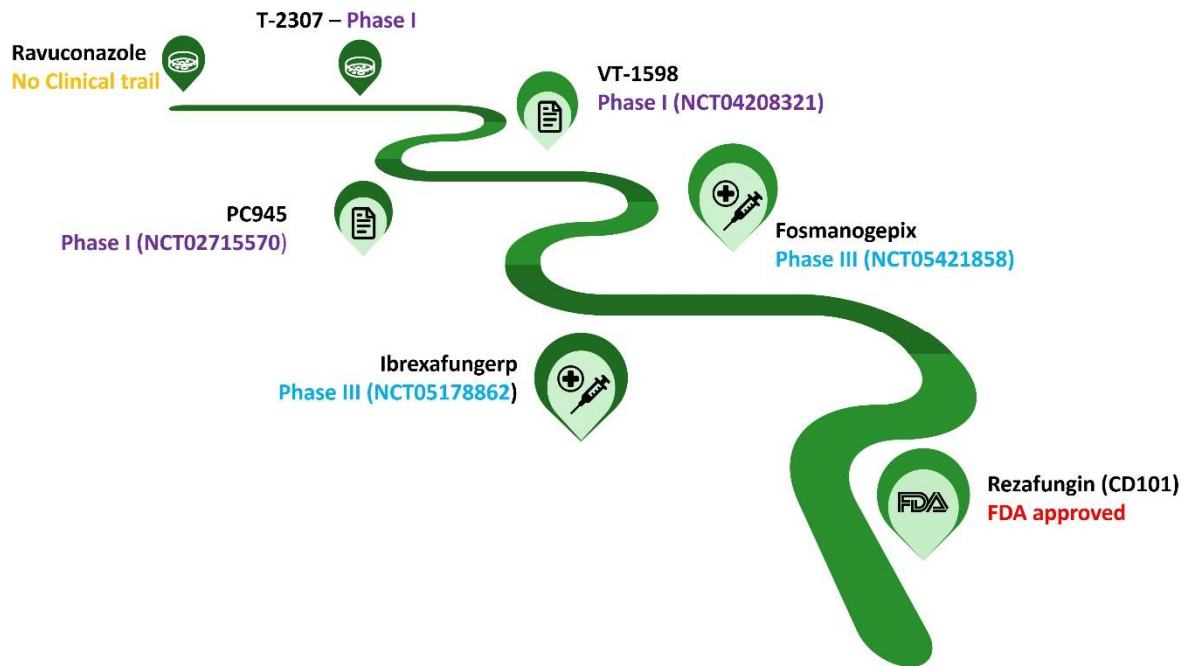 Ravuconazole
No Clinical trail
T-2307 – Phase I
VT-1598
Phase I (NCT04208321)
PC945
Phase I (NCT02715570)
Fosmanogepix
Phase III (NCT05421858)
Ibrexafungerp
Phase III (NCT05178862)
Rezafungin (CD101)
FDA approved
FDA